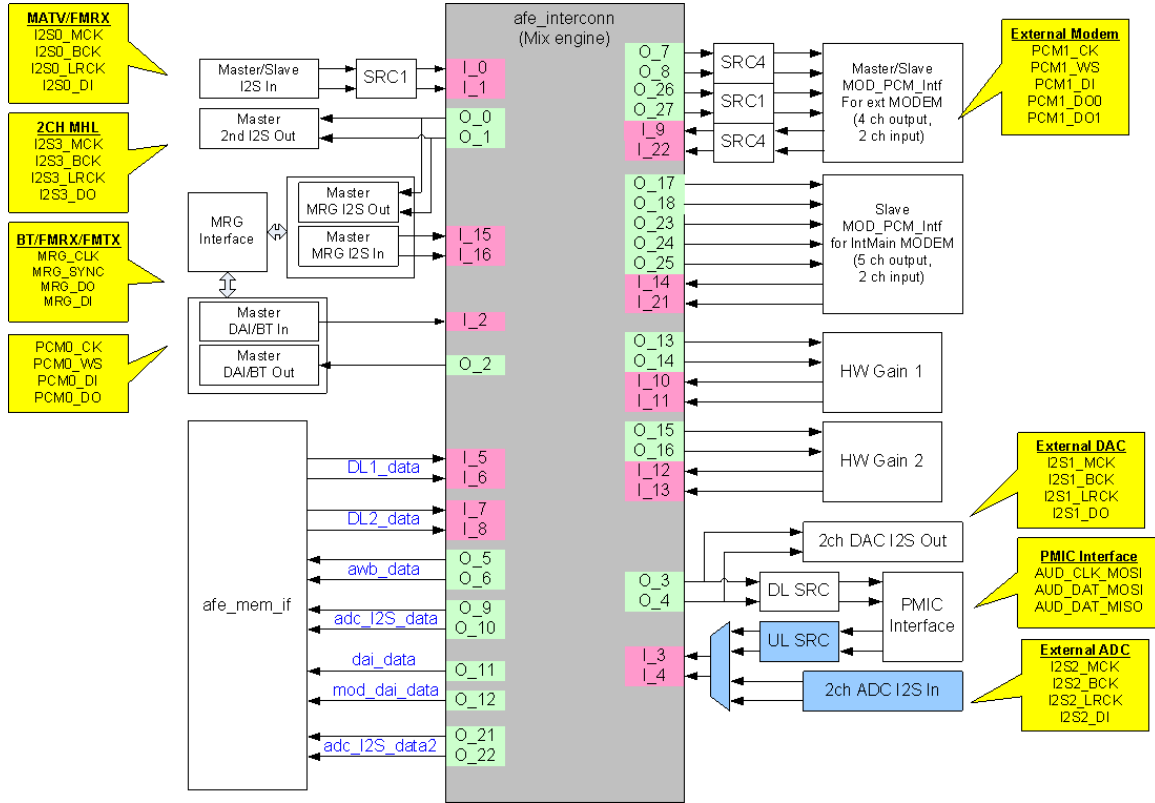 MATV/FMRX
I2S0_MCK
I2S0_BCK
I2S0_LRCK
I2S0_DI
2CH MHL
I2S3_MCK
I2S3_BCK
I2S3_LRCK
I2S3_DO
BT/FMRX/FMTX
MRG_CLK
MRG_SYNC
MRG_DO
MRG_DI
PCM0_CK
PCM0_WS
PCM0_DI
PCM0_DO
Master/Slave
I2S In
SRC1
Master
2nd I2S Out
MRG
Interface
Master
MRG I2S Out
Master
MRG I2S In
Master
DAI/BT In
Master
DAI/BT Out
afe_mem_if
DL1_data
DL2_data
awb_data
adc_I2S_data
dai_data
mod_dai_data
adc_I2S_data2
afe_interconn
(Mix engine)
I_0
I_1
O_0
O_1
I_15
I_16
I_2
O_2
I_5
I_6
I_7
I_8
O_5
O_6
O_9
O_10
O_11
O_12
O_21
O_22
O_7
O_8
O_26
O_27
I_9
I_22
O_17
O_18
O_23
O_24
O_25
I_14
I_21
O_13
O_14
I_10
I_11
O_15
O_16
I_12
I_13
O_3
O_4
I_3
I_4
SRC4
SRC1
SRC4
Master/Slave
MOD_PCM_Intf
For ext MODEM
(4 ch output,
2 ch input)
Slave
MOD_PCM_Intf
for IntMain MODEM
(5 ch output,
2 ch input)
HW Gain 1
HW Gain 2
2ch DAC I2S Out
DL SRC
UL SRC
PMIC
Interface
2ch ADC I2S In
External Modem
PCM1_CK
PCM1_WS
PCM1_DI
PCM1_DO0
PCM1_DO1
External DAC
I2S1_MCK
I2S1_BCK
I2S1_LRCK
I2S1_DO
PMIC Interface
AUD_CLK_MOSI
AUD_DAT_MOSI
AUD_DAT_MISO
External ADC
I2S2_MCK
I2S2_BCK
I2S2_LRCK
I2S2_DI